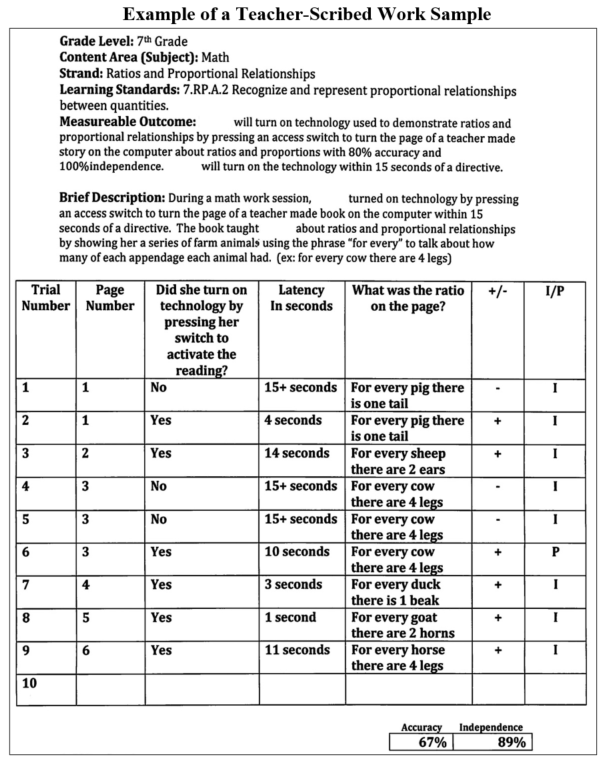 Example of a Teacher-Scribed Work Sample
Grade Level: 7th Grade
Content Area (Subject): Math
Strand: Ratios and Proportional Relationships
Learning Standards: 7.RP.A.2 Recognize and represent proportional relationships
between quantities.
Measureable Outcome: will turn on technology used to demonstrate ratios and
proportional relationships by pressing an access switch to turn the page of a teacher made
story on the computer about ratios and proportions with 80% accuracy and
100%independence. will turn on the technology within 15 seconds of a directive.
Brief Description: During a math work session, turned on technology by pressing
an access switch to turn the page of a teacher made book on the computer within 15
seconds of a directive. The book taught about ratios and proportional relationships
by showing her a series of farm animals using the phrase "for every" to talk about how
many of each appendage each animal had. (ex: for every cow there are 4 legs)
Trial Number Page Number Did she turn on technology by pressing her switch to activate the reading? Latency In seconds What was the ratio on the page? +/- I/P
1 1 No 15+ seconds For every pig there is one tail - I
2 1 Yes 4 seconds For every pig there is one tail + I
3 2 Yes 14 seconds For every sheep there are 2 ears + I
4 3 No 15+ seconds For every cow there are 4 legs - I
5 3 No 15+ seconds For every cow there are 4 legs - I
6 3 Yes 10 seconds For every cow there are 4 legs + P
7 4 Yes 3 seconds For every duck there is 1 beak + I
8 5 Yes 1 second For every goat there are 2 horns + I
9 6 Yes 11 seconds For every horse there are 4 legs + I
10
Accuracy Independence
67% 89%